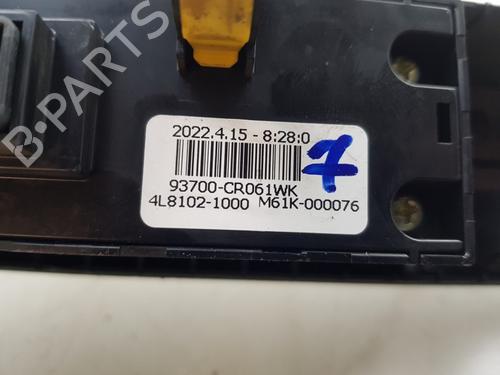 2022.4.15 - 8:28:0
7
93700-CR061WK
4L8102-1000 M61K-000076
B-PARTS